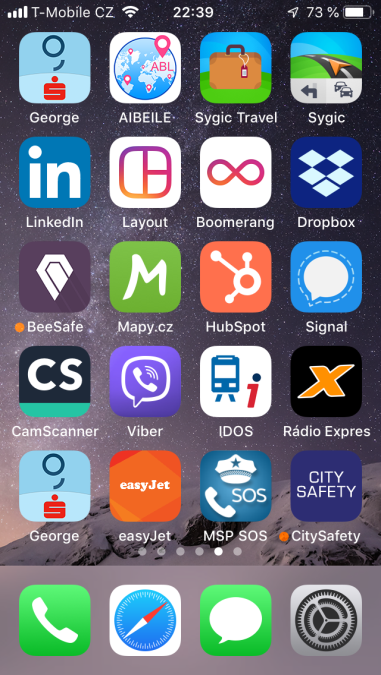 T-Mobile CZ 22:39 73 %
George AIBEILE Sygic Travel Sygic
ABL
in
LinkedIn Layout Boomerang Dropbox
BeeSafe Mapy.cz HubSpot Signal
CS
CamScanner Viber IDOS Rádio Expres
easyJet
SOS
CITY
SAFETY
George easyJet MSP SOS CitySafety